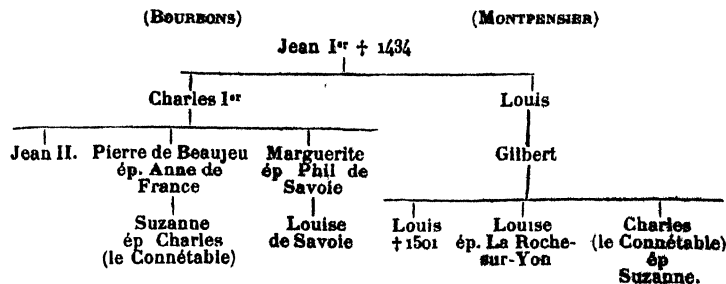 (BOURBONS) (MONTPENSIER)
Jean Iᵉʳ † 1434
Charles Iᵉʳ Louis
Jean II. Pierre de Beaujeu Marguerite Gilbert
ép. Anne de ép Phil de
France Savoie
Suzanne Louise Louis Louise Charles
ép Charles de Savoie † 1501 ép. La Roche- (le Connétable)
(le Connétable) sur-Yon ép
Suzanne.